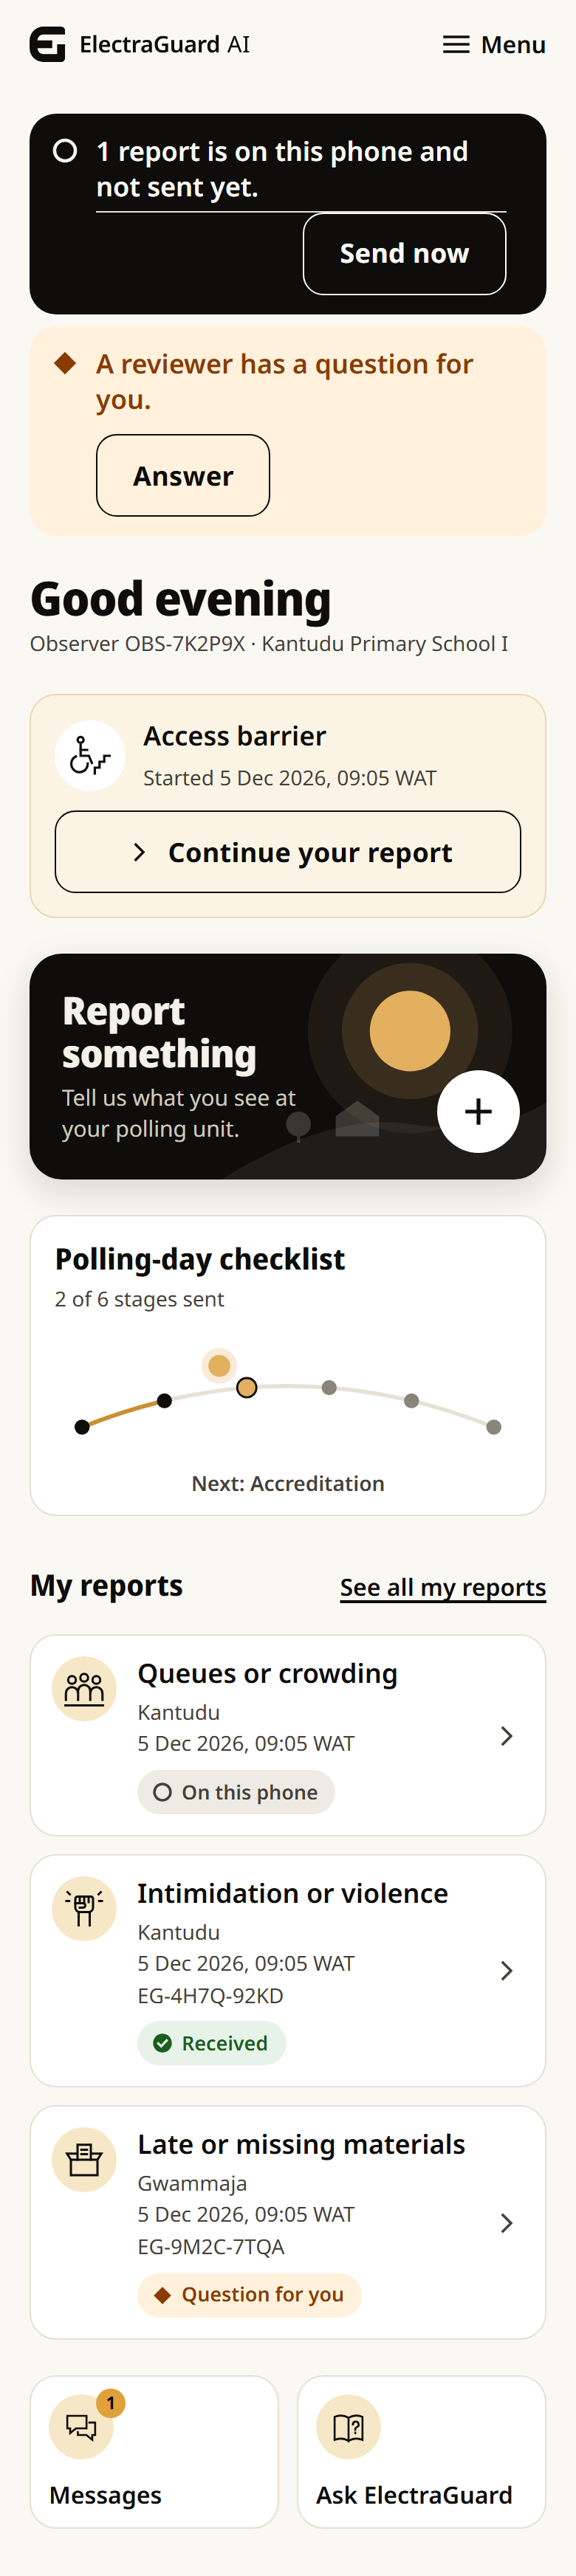 ElectraGuard AI
Menu
1 report is on this phone and
not sent yet.
Send now
A reviewer has a question for
you.
Answer
Good evening
Observer OBS-7K2P9X · Kantudu Primary School I
Access barrier
Started 5 Dec 2026, 09:05 WAT
Continue your report
Report
something
Tell us what you see at
your polling unit.
Polling-day checklist
2 of 6 stages sent
Next: Accreditation
My reports
See all my reports
Queues or crowding
Kantudu
5 Dec 2026, 09:05 WAT
On this phone
Intimidation or violence
Kantudu
5 Dec 2026, 09:05 WAT
EG-4H7Q-92KD
Received
Late or missing materials
Gwammaja
5 Dec 2026, 09:05 WAT
EG-9M2C-7TQA
Question for you
1
Messages
Ask ElectraGuard